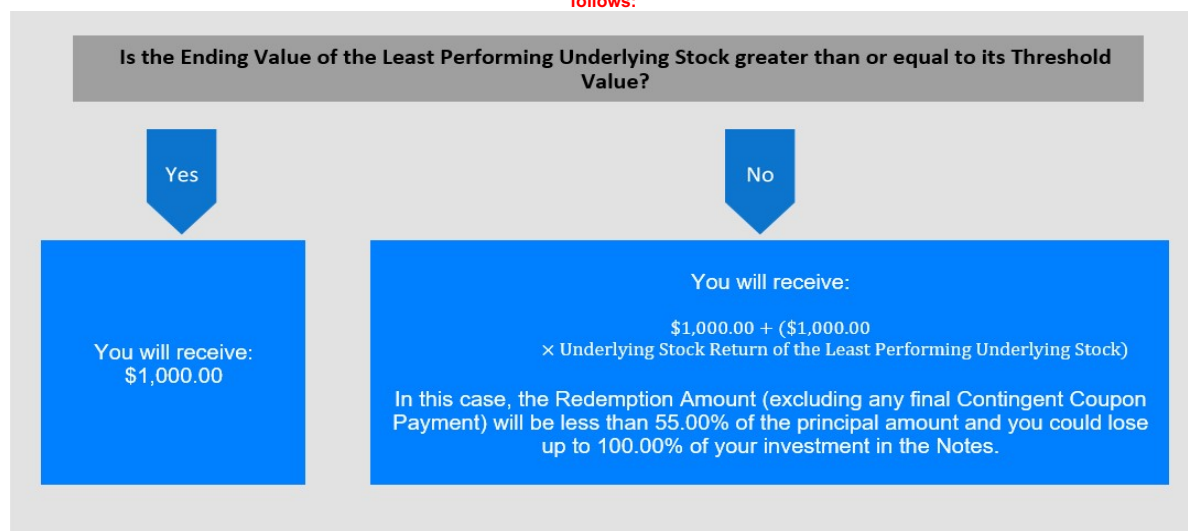 follows:
Is the Ending Value of the Least Performing Underlying Stock greater than or equal to its Threshold
Value?
Yes
No
You will receive:
$1,000.00
You will receive:
$1,000.00 + ($1,000.00
× Underlying Stock Return of the Least Performing Underlying Stock)
In this case, the Redemption Amount (excluding any final Contingent Coupon
Payment) will be less than 55.00% of the principal amount and you could lose
up to 100.00% of your investment in the Notes.